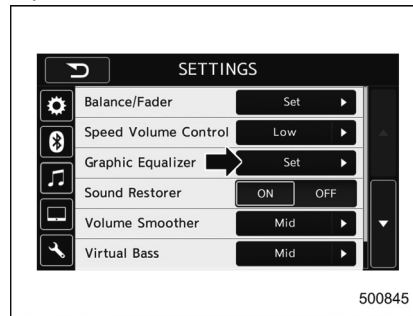 SETTINGS
Balance/Fader Set
Speed Volume Control Low
Graphic Equalizer Set
Sound Restorer ON OFF
Volume Smoother Mid
Virtual Bass Mid
500845